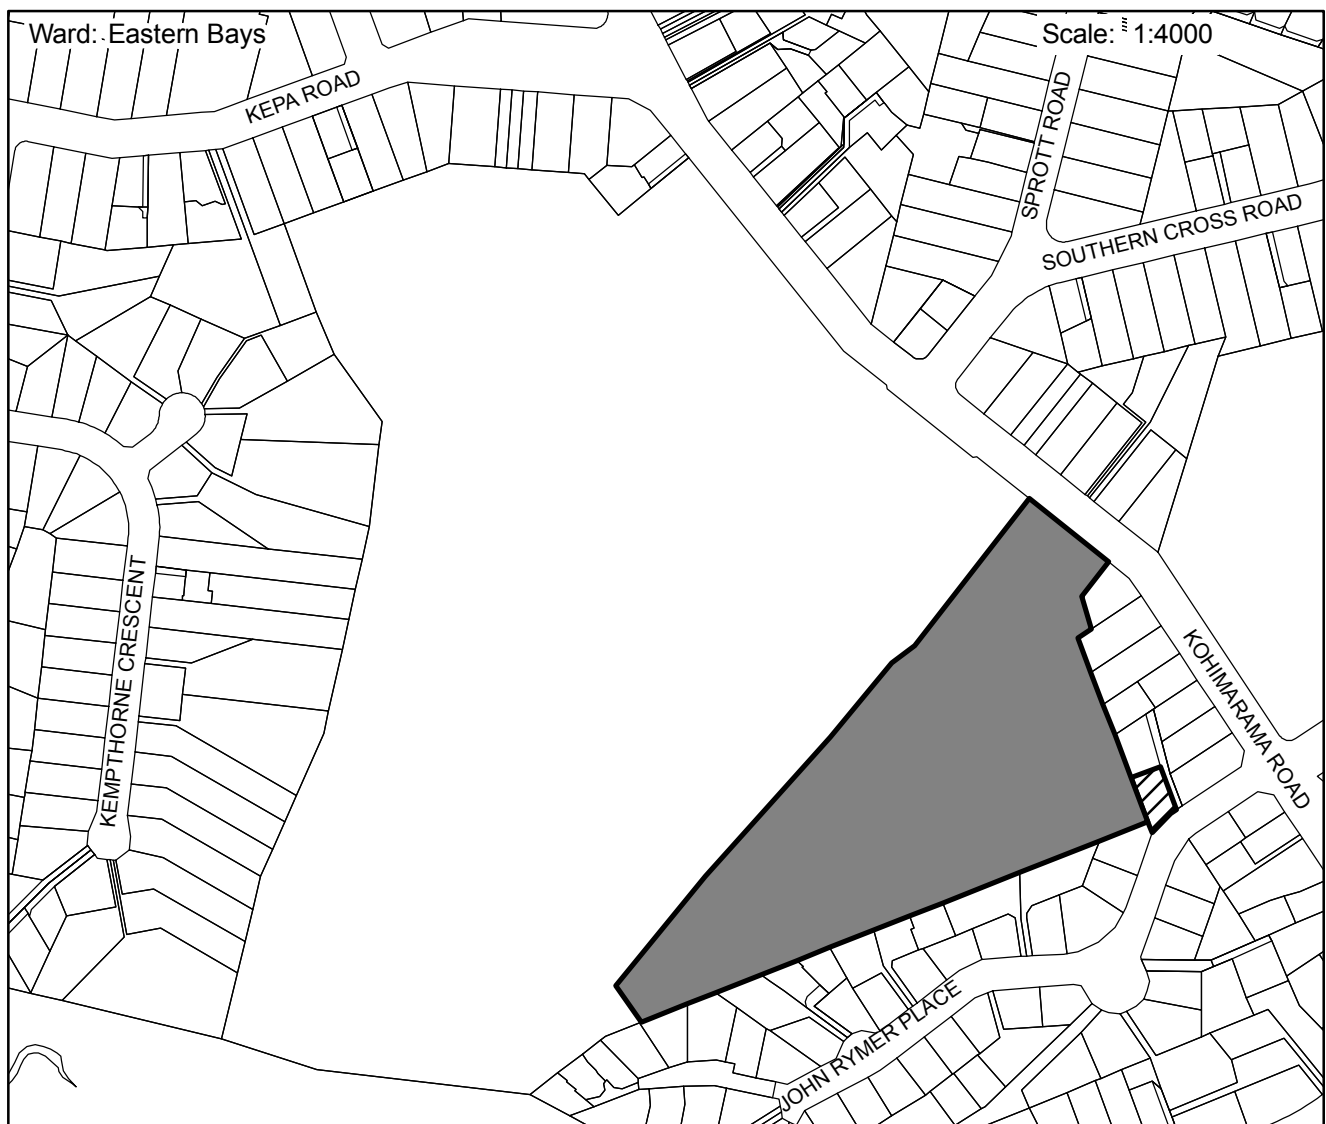 Ward: Eastern Bays
Scale: 1:4000
KEPA ROAD
SPROTT ROAD
SOUTHERN CROSS ROAD
KEMPTHORNE CRESCENT
KOHIMARAMA ROAD
JOHN RYMER PLACE